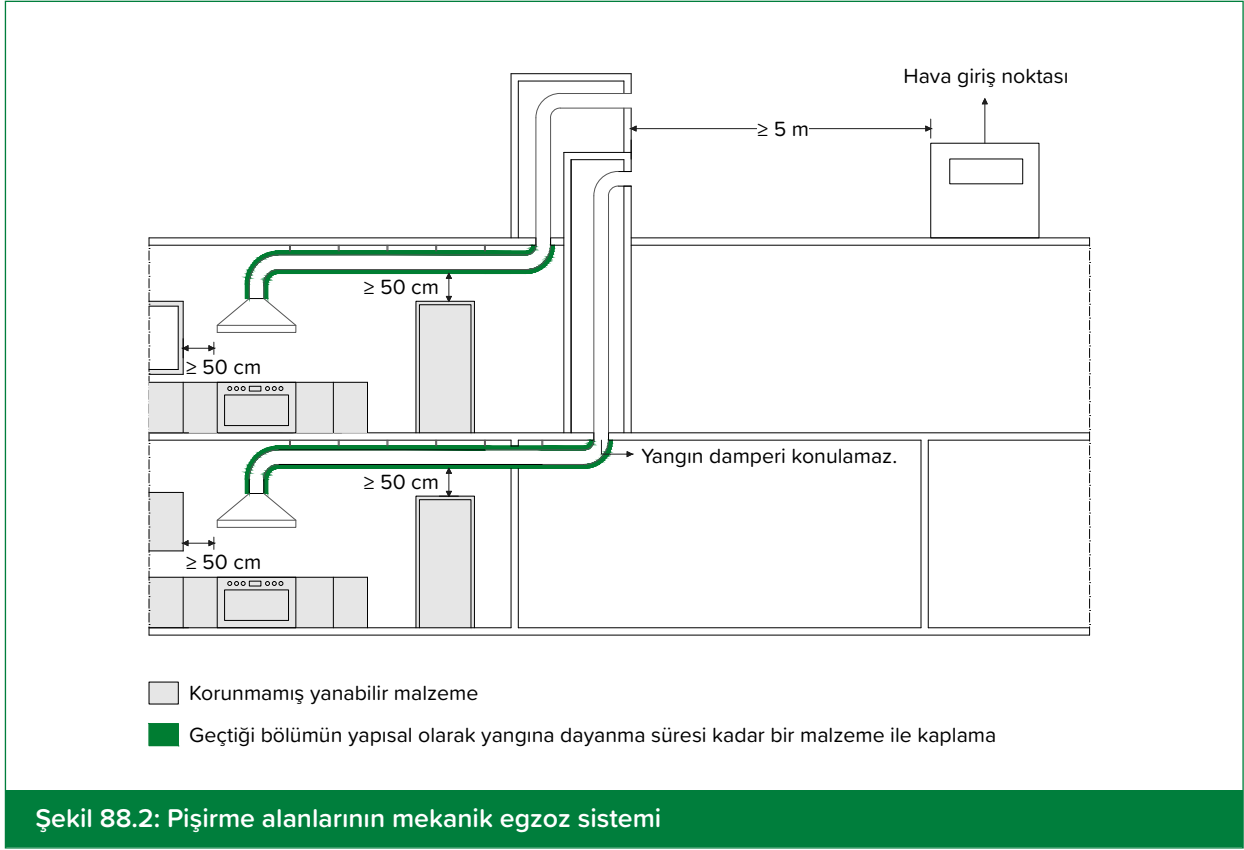 Hava giriş noktası
≥ 5 m
≥ 50 cm
≥ 50 cm
Yangın damperi konulamaz.
≥ 50 cm
≥ 50 cm
Korunmamış yanabilir malzeme
Geçtiği bölümün yapısal olarak yangına dayanma süresi kadar bir malzeme ile kaplama
Şekil 88.2: Pişirme alanlarının mekanik egzoz sistemi